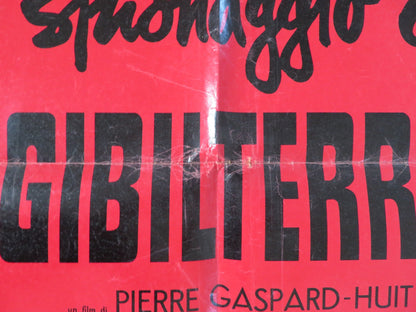 spionaggio a
GIBILTERR
un film di PIERRE GASPARD-HUIT